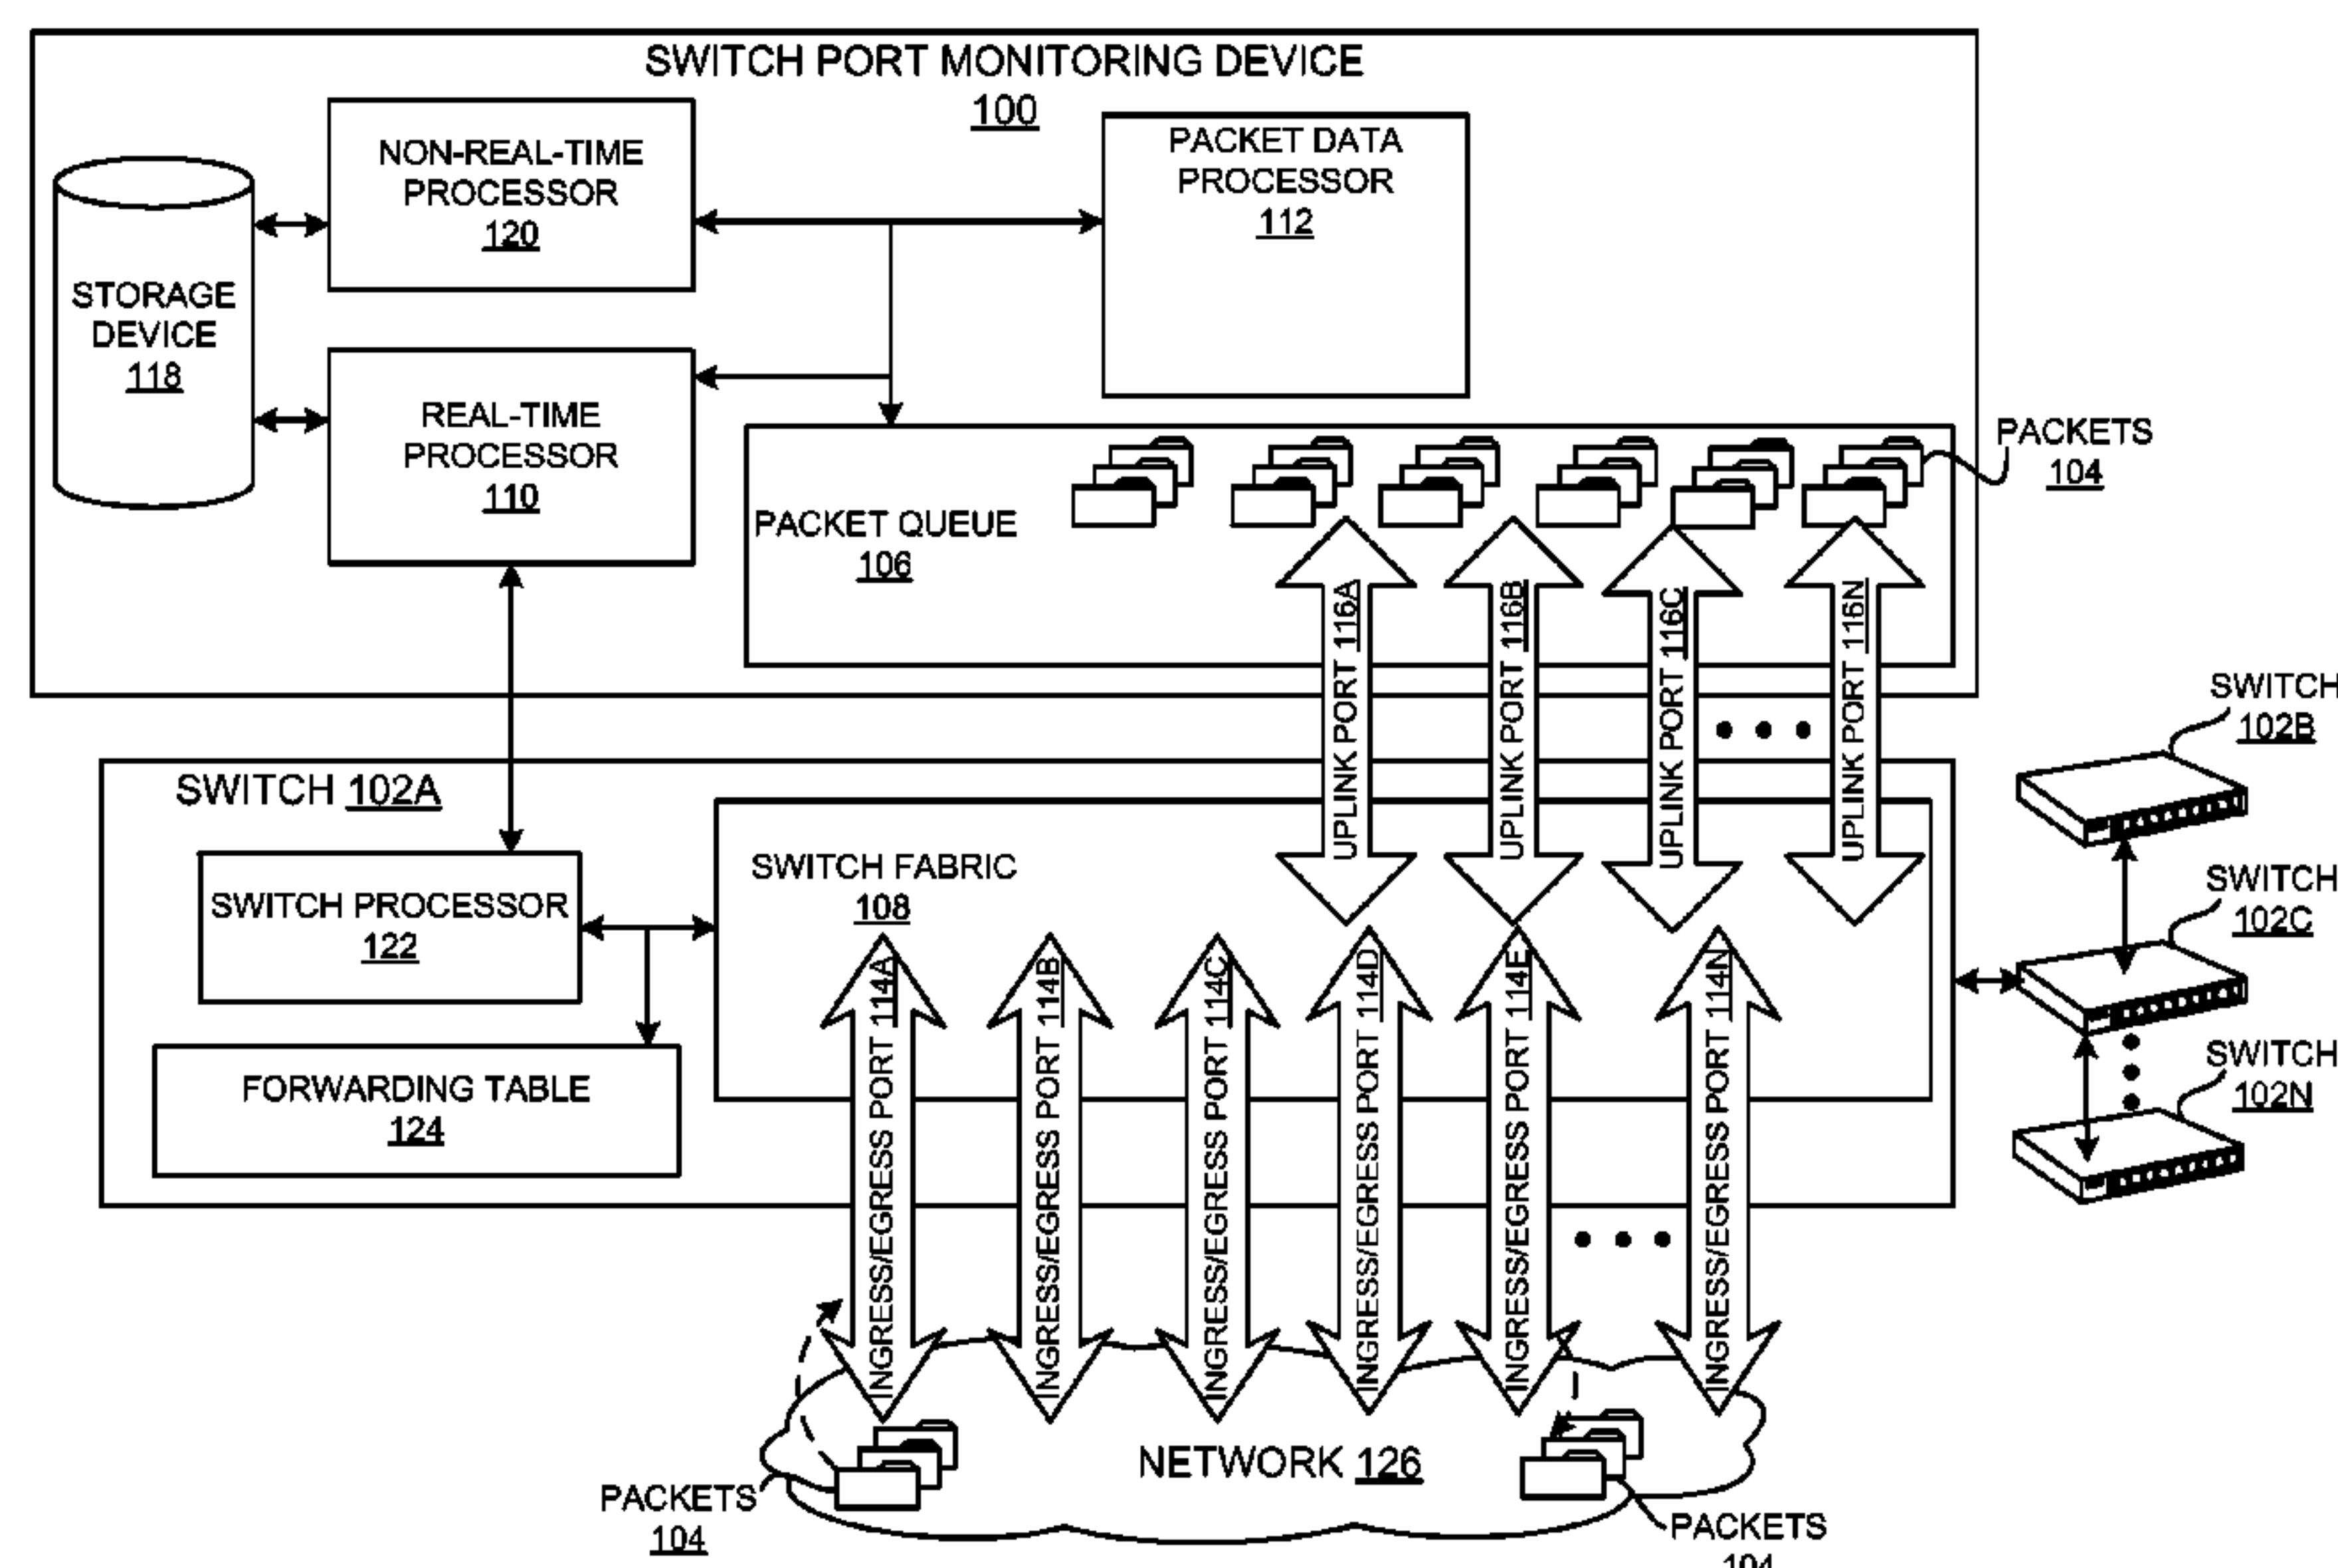 SWITCH PORT MONITORING DEVICE
100
NON-REAL-TIME
PROCESSOR
120
PACKET DATA
PROCESSOR
112
STORAGE
DEVICE
118
REAL-TIME
PROCESSOR
110
PACKET QUEUE
106
PACKETS
104
UPLINK PORT 116A
UPLINK PORT 116B
UPLINK PORT 116C
UPLINK PORT 116N
SWITCH
102B
SWITCH 102A
SWITCH PROCESSOR
122
SWITCH FABRIC
108
SWITCH
102C
FORWARDING TABLE
124
SWITCH
102N
INGRESS/EGRESS PORT 114A
INGRESS/EGRESS PORT 114B
INGRESS/EGRESS PORT 114C
INGRESS/EGRESS PORT 114D
INGRESS/EGRESS PORT 114E
INGRESS/EGRESS PORT 114N
NETWORK 126
PACKETS
104
PACKETS
104